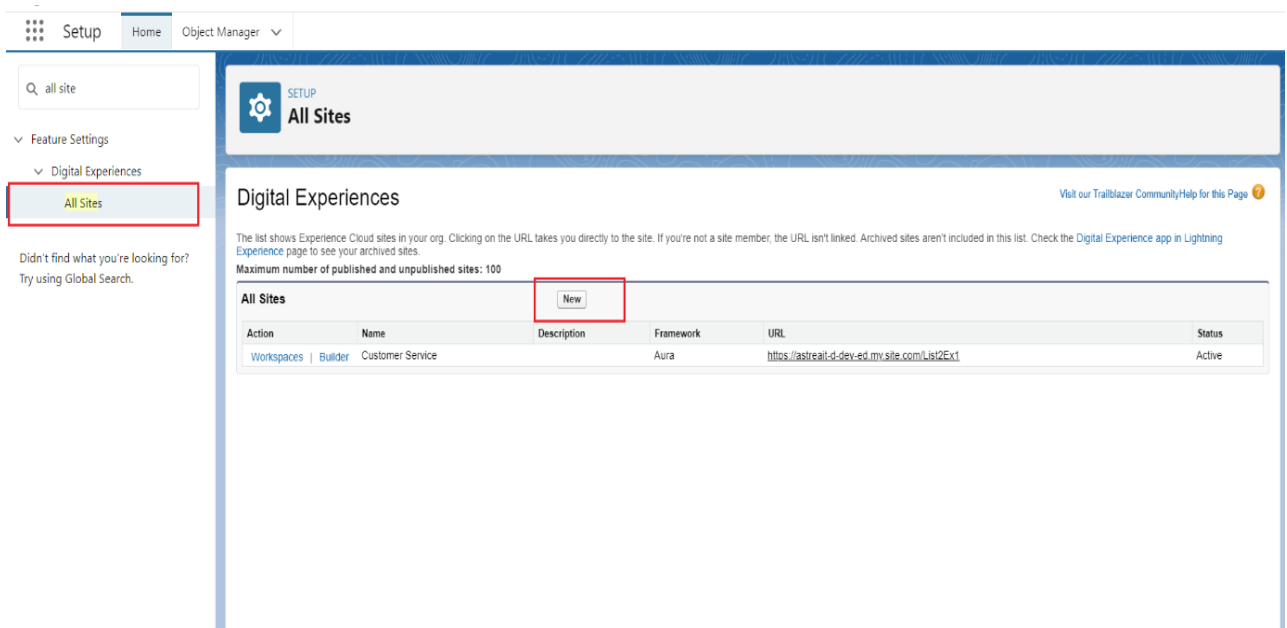 Setup Home Object Manager
all site
Feature Settings
Digital Experiences
All Sites
Didn't find what you're looking for?
Try using Global Search.
SETUP
All Sites
Digital Experiences
Visit our Trailblazer Community Help for this Page
The list shows Experience Cloud sites in your org. Clicking on the URL takes you directly to the site. If you're not a site member, the URL isn't linked. Archived sites aren't included in this list. Check the Digital Experience app in Lightning
Experience page to see your archived sites.
Maximum number of published and unpublished sites: 100
All Sites New
Action Name Description Framework URL Status
Workspaces | Builder Customer Service Aura https://astreait-d-dev-ed.my.site.com/List2Ex1 Active